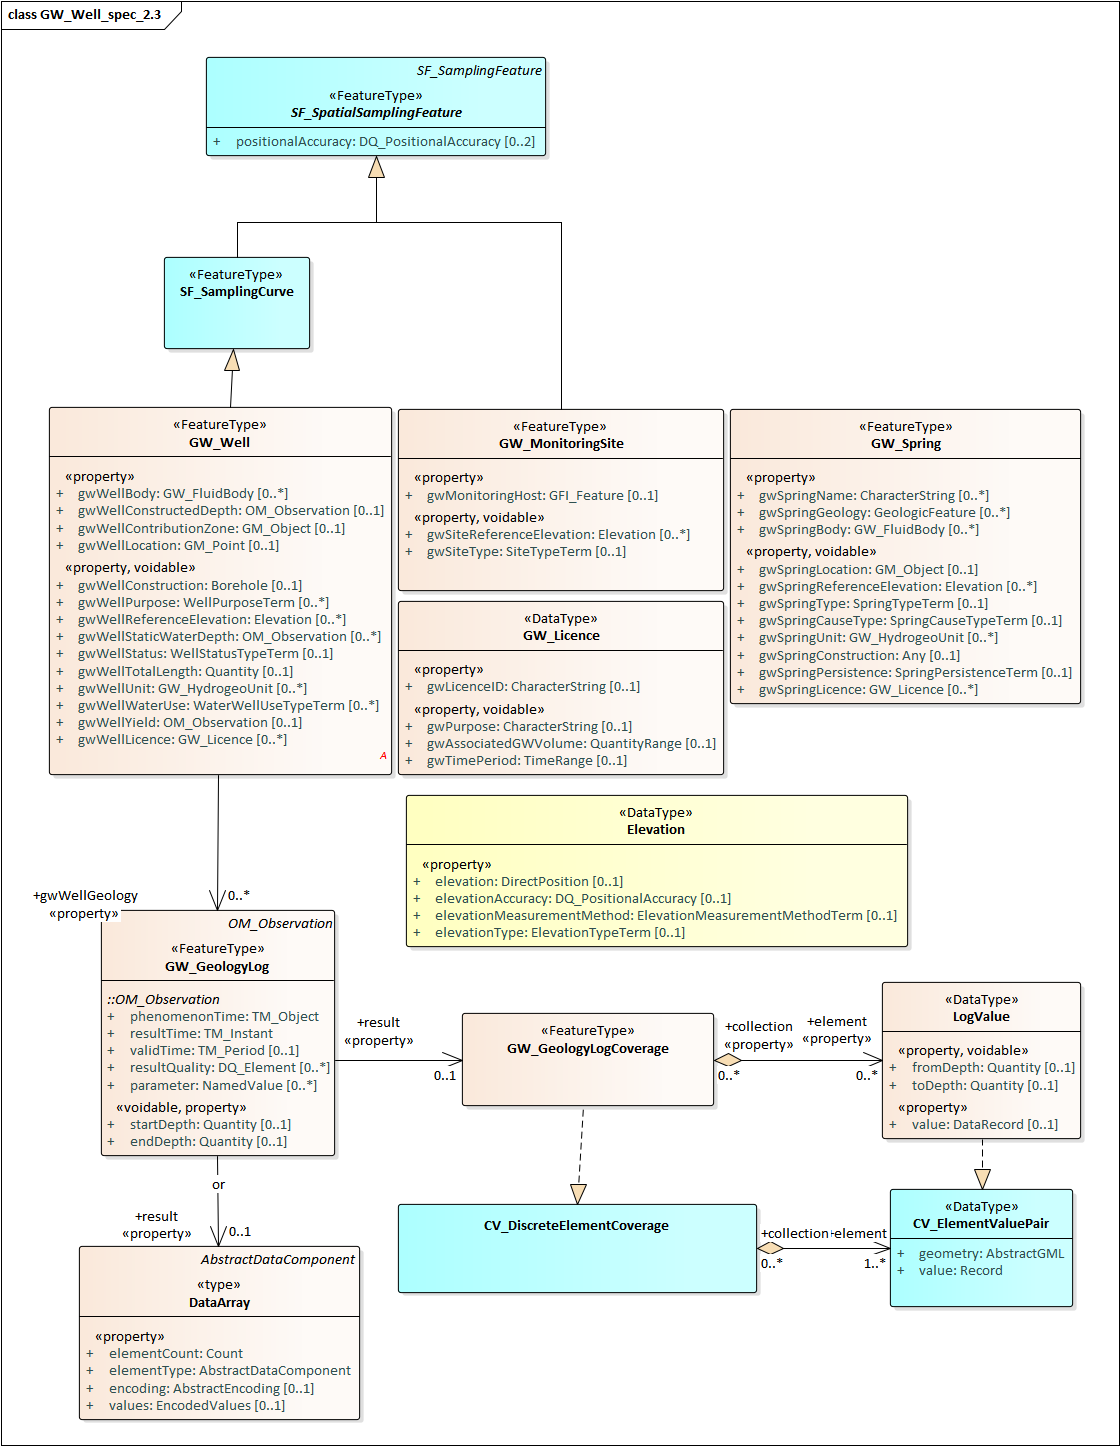 class GW_Well_spec_2.3
SF_SamplingFeature
«FeatureType»
SF_SpatialSamplingFeature
+ positionalAccuracy: DQ_PositionalAccuracy [0..2]
«FeatureType»
SF_SamplingCurve
«FeatureType»
GW_Well
«property»
+ gwWellBody: GW_FluidBody [0..*]
+ gwWellConstructedDepth: OM_Observation [0..1]
+ gwWellContributionZone: GM_Object [0..1]
+ gwWellLocation: GM_Point [0..1]
«property, voidable»
+ gwWellConstruction: Borehole [0..1]
+ gwWellPurpose: WellPurposeTerm [0..*]
+ gwWellReferenceElevation: Elevation [0..*]
+ gwWellStaticWaterDepth: OM_Observation [0..*]
+ gwWellStatus: WellStatusTypeTerm [0..1]
+ gwWellTotalLength: Quantity [0..1]
+ gwWellUnit: GW_HydrogeoUnit [0..*]
+ gwWellWaterUse: WaterWellUseTypeTerm [0..*]
+ gwWellYield: OM_Observation [0..1]
+ gwWellLicence: GW_Licence [0..*]
A
«FeatureType»
GW_MonitoringSite
«property»
+ gwMonitoringHost: GFI_Feature [0..1]
«property, voidable»
+ gwSiteReferenceElevation: Elevation [0..*]
+ gwSiteType: SiteTypeTerm [0..1]
«FeatureType»
GW_Spring
«property»
+ gwSpringName: CharacterString [0..*]
+ gwSpringGeology: GeologicFeature [0..*]
+ gwSpringBody: GW_FluidBody [0..*]
«property, voidable»
+ gwSpringLocation: GM_Object [0..1]
+ gwSpringReferenceElevation: Elevation [0..*]
+ gwSpringType: SpringTypeTerm [0..1]
+ gwSpringCauseType: SpringCauseTypeTerm [0..1]
+ gwSpringUnit: GW_HydrogeoUnit [0..*]
+ gwSpringConstruction: Any [0..1]
+ gwSpringPersistence: SpringPersistenceTerm [0..1]
+ gwSpringLicence: GW_Licence [0..*]
«DataType»
GW_Licence
«property»
+ gwLicenceID: CharacterString [0..1]
«property, voidable»
+ gwPurpose: CharacterString [0..1]
+ gwAssociatedGWVolume: QuantityRange [0..1]
+ gwTimePeriod: TimeRange [0..1]
«DataType»
Elevation
«property»
+ elevation: DirectPosition [0..1]
+ elevationAccuracy: DQ_PositionalAccuracy [0..1]
+ elevationMeasurementMethod: ElevationMeasurementMethodTerm [0..1]
+ elevationType: ElevationTypeTerm [0..1]
+gwWellGeology
«property»
0..*
OM_Observation
«FeatureType»
GW_GeologyLog
::OM_Observation
+ phenomenonTime: TM_Object
+ resultTime: TM_Instant
+ validTime: TM_Period [0..1]
+ resultQuality: DQ_Element [0..*]
+ parameter: NamedValue [0..*]
«voidable, property»
+ startDepth: Quantity [0..1]
+ endDepth: Quantity [0..1]
+result
«property»
0..1
«FeatureType»
GW_GeologyLogCoverage
+collection
«property»
0..*
+element
«property»
0..*
«DataType»
LogValue
«property, voidable»
+ fromDepth: Quantity [0..1]
+ toDepth: Quantity [0..1]
«property»
+ value: DataRecord [0..1]
or
+result
«property»
0..1
AbstractDataComponent
«type»
DataArray
«property»
+ elementCount: Count
+ elementType: AbstractDataComponent
+ encoding: AbstractEncoding [0..1]
+ values: EncodedValues [0..1]
CV_DiscreteElementCoverage
+collection
0..*
+element
1..*
«DataType»
CV_ElementValuePair
+ geometry: AbstractGML
+ value: Record